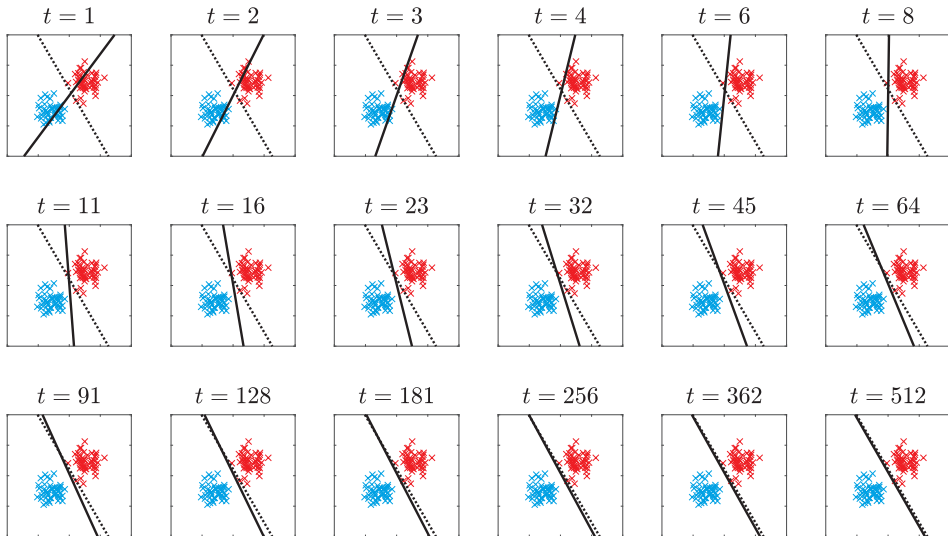 t = 1 t = 2 t = 3 t = 4 t = 6 t = 8
t = 11 t = 16 t = 23 t = 32 t = 45 t = 64
t = 91 t = 128 t = 181 t = 256 t = 362 t = 512